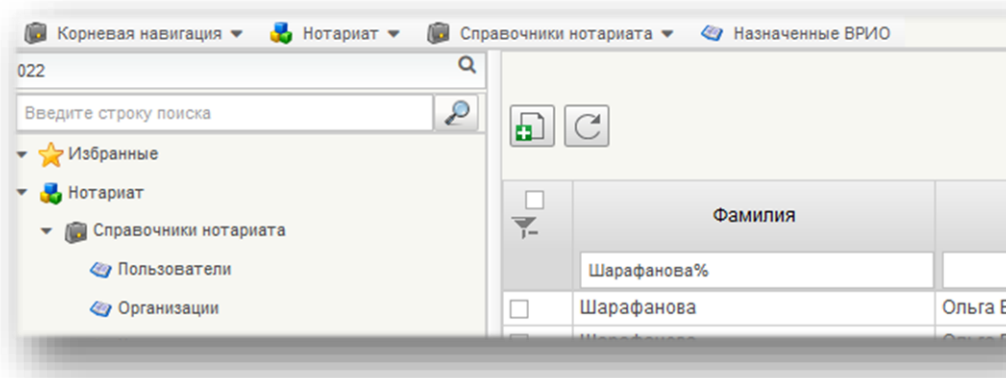 Корневая навигация Нотариат Справочники нотариата Назначенные ВРИО
022
Введите строку поиска
Избранные
Нотариат
Справочники нотариата
Пользователи
Организации
Фамилия
Шарафанова%
Шарафанова Ольга